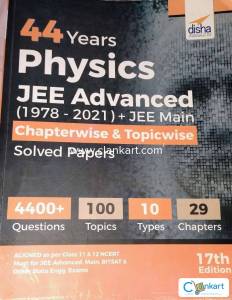 disha
44 Years
Physics
JEE Advanced
(1978 - 2021) + JEE Main
www.clankart.com
Chapterwise & Topicwise
Solved Papers
4400+ 100 10 29
Questions Topics Types Chapters
17th
Edition
ALIGNED as per Class 11 & 12 NCERT
Must for JEE Advanced, Main, BITSAT &
Other State Engg. Exams
Clankart